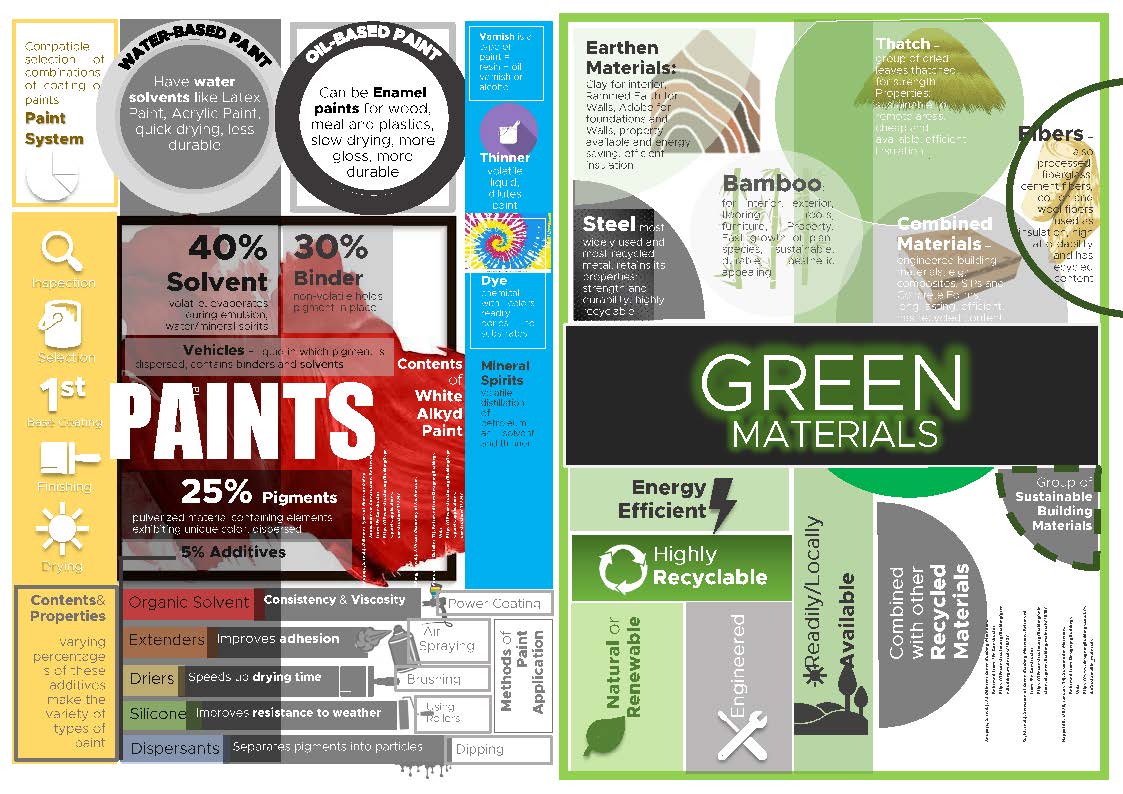 Compatible
selection of
combinations
of coating or
paints
Paint
System
WATER-BASED PAINT
Have water
solvents like Latex
Paint, Acrylic Paint,
quick drying, less
durable
OIL-BASED PAINT
Can be Enamel
paints for wood,
meal and plastics,
slow drying, more
gloss, more
durable
Varnish is a
type of
paint =
resin + oil
varnish or
alcohol
Thinner
volatile
liquid,
dilutes
paint
Dye
chemical
with colors
readily
bonds to
substrates
Mineral
Spirits
volatile
distillation
of
petroleum
as solvent
and thinner
Inspection
Selection
1st
Base Coating
Finishing
Drying
40%
Solvent
volatile, evaporates
during emulsion,
water/mineral spirits
30%
Binder
non-volatile holds
pigment in place
Vehicles – liquid in which pigment is
dispersed, contains binders and solvents
Contents
of
White
Alkyd
Paint
PAINTS
25% Pigments
pulverized material containing elements
exhibiting unique color, dispersed
5% Additives
Contents&
Properties
varying
percentage
s of these
additives
make the
variety of
types of
paint
Organic Solvent
Consistency & Viscosity
Extenders
Improves adhesion
Driers
Speeds up drying time
Silicone
Improves resistance to weather
Dispersants
Separates pigments into particles
Power Coating
Air
Spraying
Brushing
Using
Rollers
Dipping
Methods of
Paint
Application
Earthen
Materials:
Clay for interior,
Rammed Earth for
Walls, Adobe for
foundations and
Walls, property:
available and energy
saving, efficient
insulation
Thatch –
group of dried
leaves thatched
for strength
Properties:
sustainable to
remote areas,
cheap and
available, efficient
insulation
Fibers –
also
processed
fiberglass,
cement fibers,
cotton and
wool fibers
used as
insulation, high
affordability
and has
recycled
content
Bamboo:
for interior, exterior,
flooring, tools,
furniture, Property:
Fast growth of plant
species, sustainable,
durable, aesthetic
appealing
Steel most
widely used and
most recycled
metal, retains its
properties:
strength and
durability, highly
recyclable
Combined
Materials –
engineered building
materials, e.g.
composites, SIPs and
Concrete Forms,
long lasting, efficient,
has recycled content
GREEN
MATERIALS
Energy
Efficient
Highly
Recyclable
Natural or
Renewable
Engineered
Readily/Locally
Available
Combined
with other
Recycled
Materials
Group of
Sustainable
Building
Materials